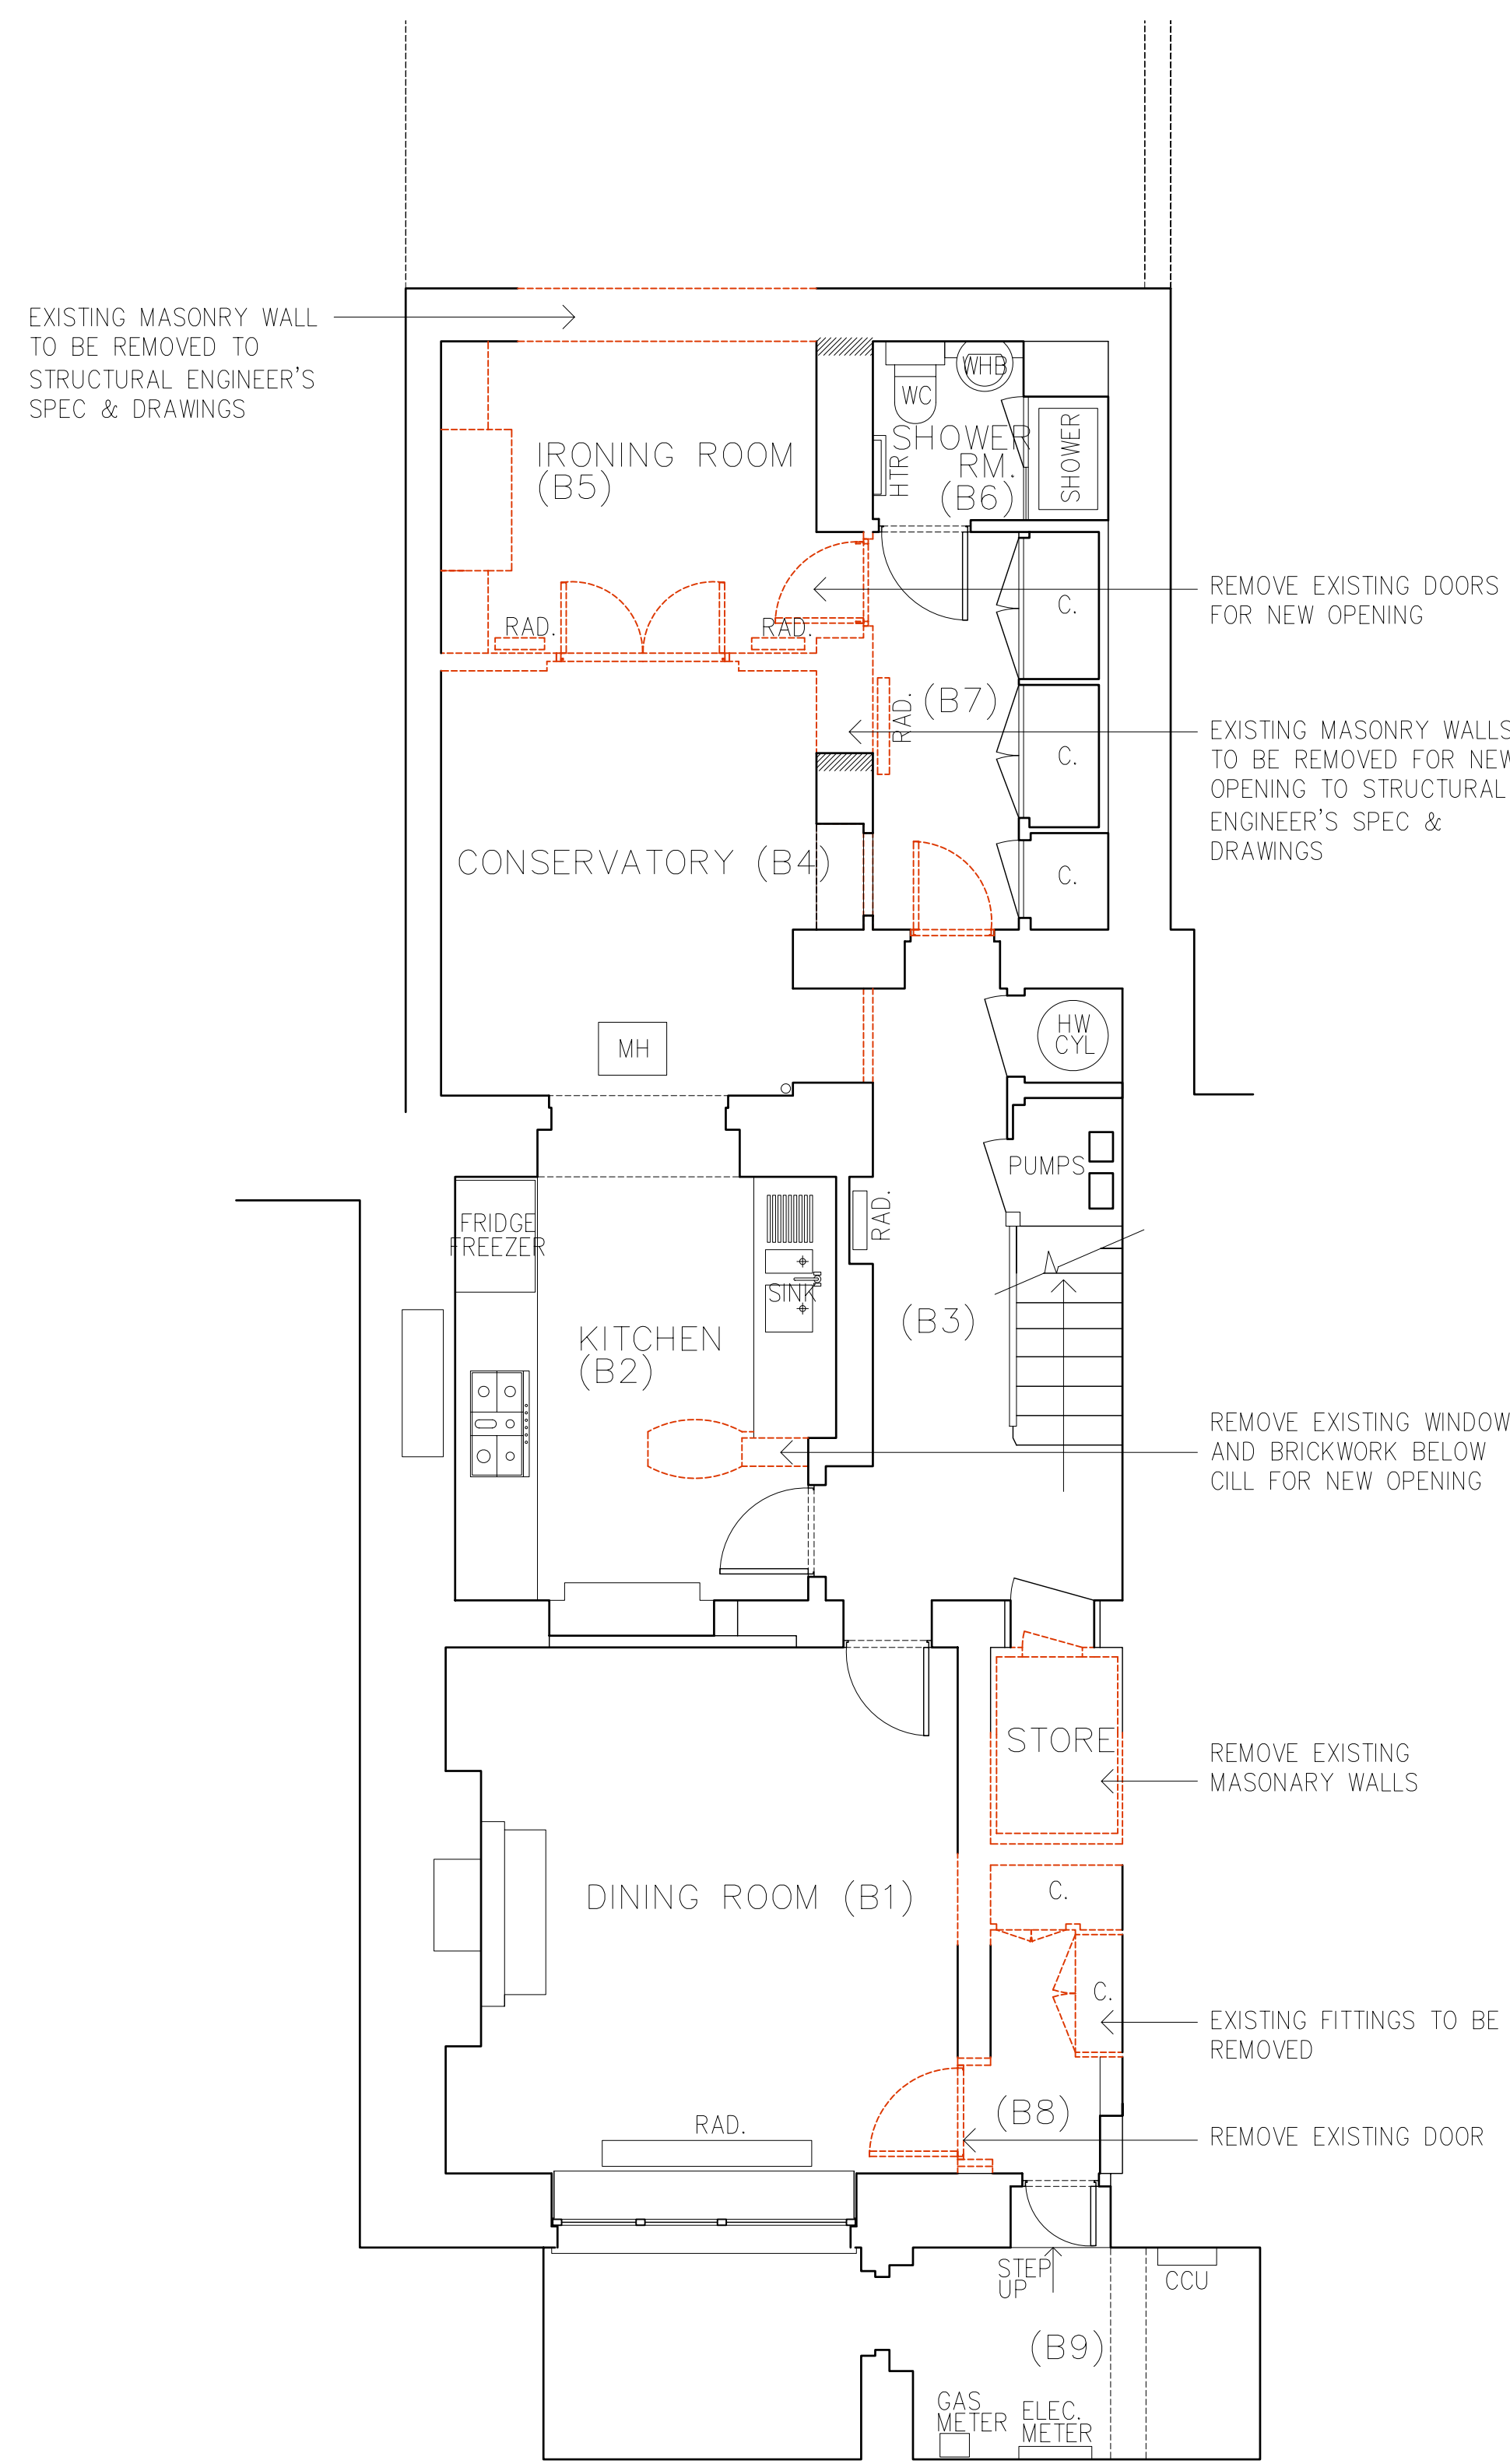 EXISTING MASONRY WALL
TO BE REMOVED TO
STRUCTURAL ENGINEER'S
SPEC & DRAWINGS
IRONING ROOM
(B5)
WC
WHB
SHOWER
RM.
(B6)
HTR
SHOWER
REMOVE EXISTING DOORS
FOR NEW OPENING
C.
RAD.
RAD.
(B7)
RAD.
EXISTING MASONRY WALLS
TO BE REMOVED FOR NEW
OPENING TO STRUCTURAL
ENGINEER'S SPEC &
DRAWINGS
C.
CONSERVATORY (B4)
C.
MH
HW
CYL
PUMPS
FRIDGE
FREEZER
RAD.
SINK
KITCHEN
(B2)
(B3)
REMOVE EXISTING WINDOW
AND BRICKWORK BELOW
CILL FOR NEW OPENING
STORE
REMOVE EXISTING
MASONARY WALLS
DINING ROOM (B1)
C.
C.
EXISTING FITTINGS TO BE
REMOVED
(B8)
RAD.
REMOVE EXISTING DOOR
STEP
UP
CCU
(B9)
GAS
METER
ELEC.
METER